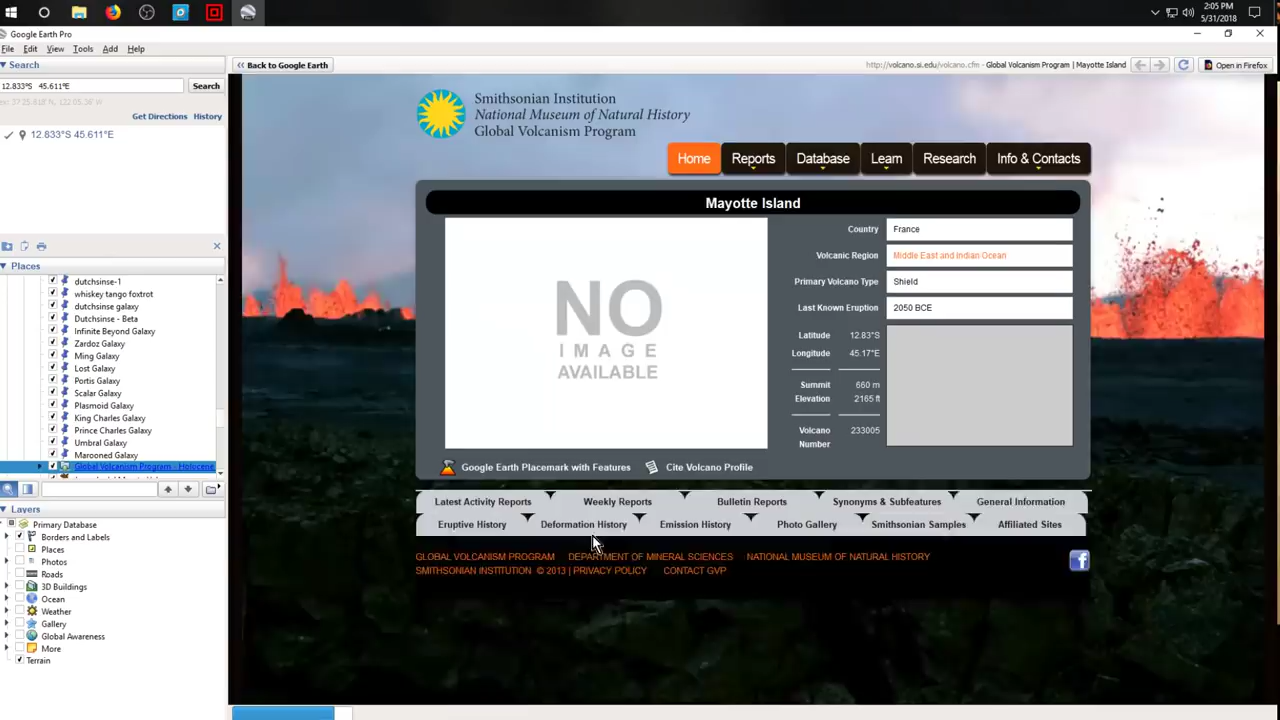 2:05 PM
5/31/2018
Google Earth Pro
File Edit View Tools Add Help
Search
12.833°S 45.611°E
Search
Get Directions History
12.833°S 45.611°E
Places
dutchsinse-1
whiskey tango foxtrot
dutchsinse galaxy
Dutchsinse - Beta
Infinite Beyond Galaxy
Zardoz Galaxy
Ming Galaxy
Lost Galaxy
Portis Galaxy
Scalar Galaxy
Plasmoid Galaxy
King Charles Galaxy
Prince Charles Galaxy
Umbral Galaxy
Marooned Galaxy
Global Volcanism Program - Holocene
Layers
Primary Database
Borders and Labels
Places
Photos
Roads
3D Buildings
Ocean
Weather
Gallery
Global Awareness
More
Terrain
Back to Google Earth
http://volcano.si.edu/volcano.cfm - Global Volcanism Program | Mayotte Island
Open in Firefox
Smithsonian Institution
National Museum of Natural History
Global Volcanism Program
Home Reports Database Learn Research Info & Contacts
Mayotte Island
NO
IMAGE
AVAILABLE
Country France
Volcanic Region Middle East and Indian Ocean
Primary Volcano Type Shield
Last Known Eruption 2050 BCE
Latitude 12.83°S
Longitude 45.17°E
Summit 660 m
Elevation 2165 ft
Volcano 233005
Number
Google Earth Placemark with Features Cite Volcano Profile
Latest Activity Reports Weekly Reports Bulletin Reports Synonyms & Subfeatures General Information
Eruptive History Deformation History Emission History Photo Gallery Smithsonian Samples Affiliated Sites
GLOBAL VOLCANISM PROGRAM DEPARTMENT OF MINERAL SCIENCES NATIONAL MUSEUM OF NATURAL HISTORY
SMITHSONIAN INSTITUTION © 2013 | PRIVACY POLICY CONTACT GVP
f